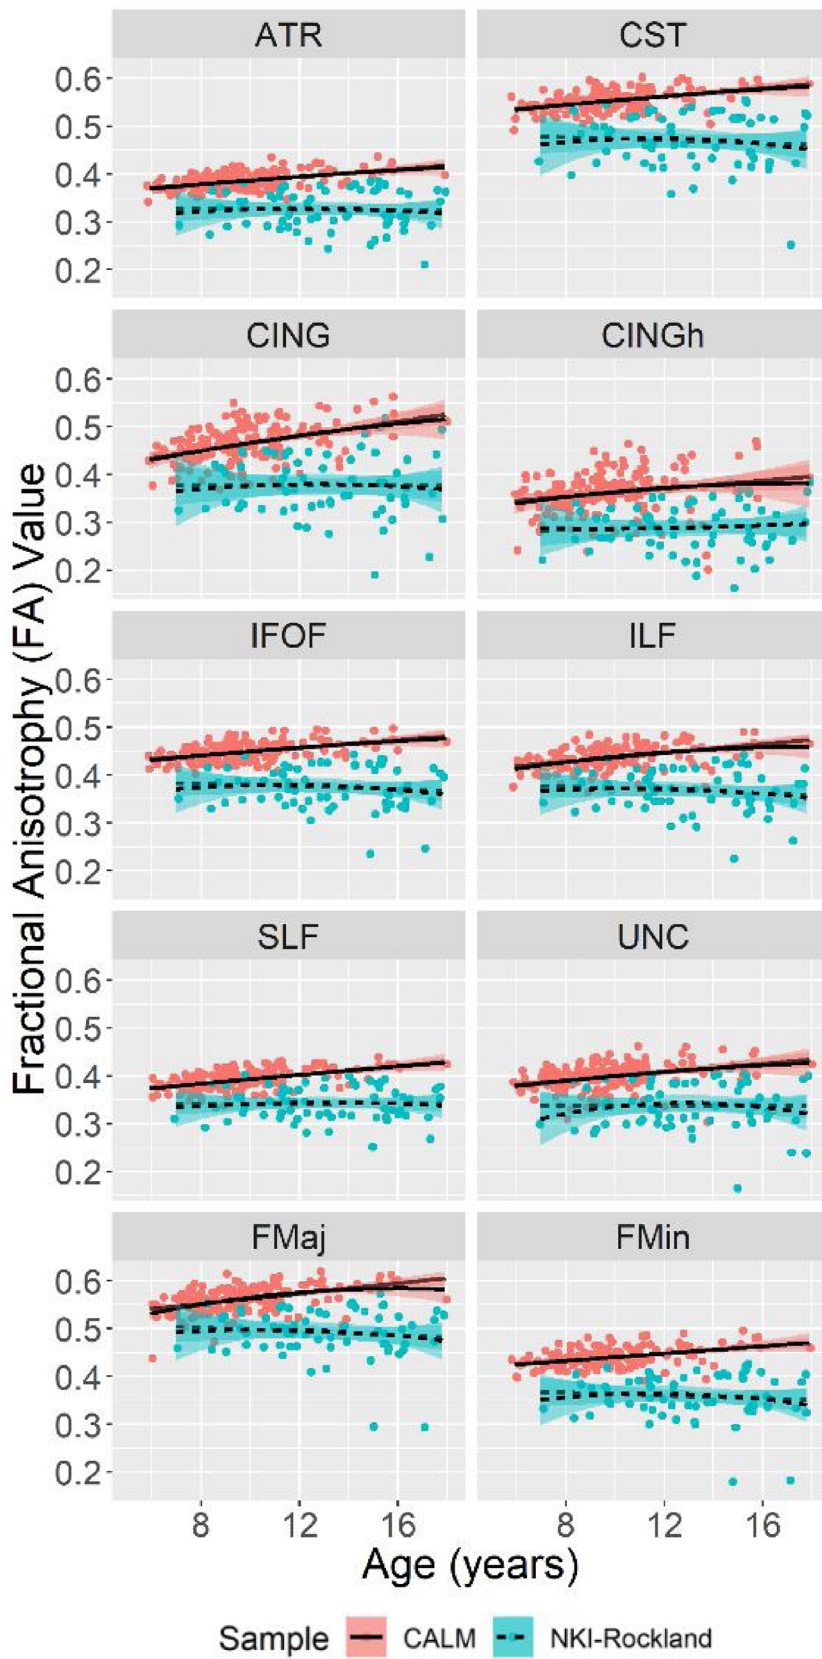 ATR CST
0.6
0.5
0.4
0.3
0.2
CING CINGh
0.6
0.5
0.4
0.3
0.2
IFOF ILF
0.6
0.5
0.4
0.3
0.2
SLF UNC
0.6
0.5
0.4
0.3
0.2
FMaj FMin
0.6
0.5
0.4
0.3
0.2
Fractional Anisotropy (FA) Value
8 12 16 8 12 16
Age (years)
Sample CALM NKI-Rockland